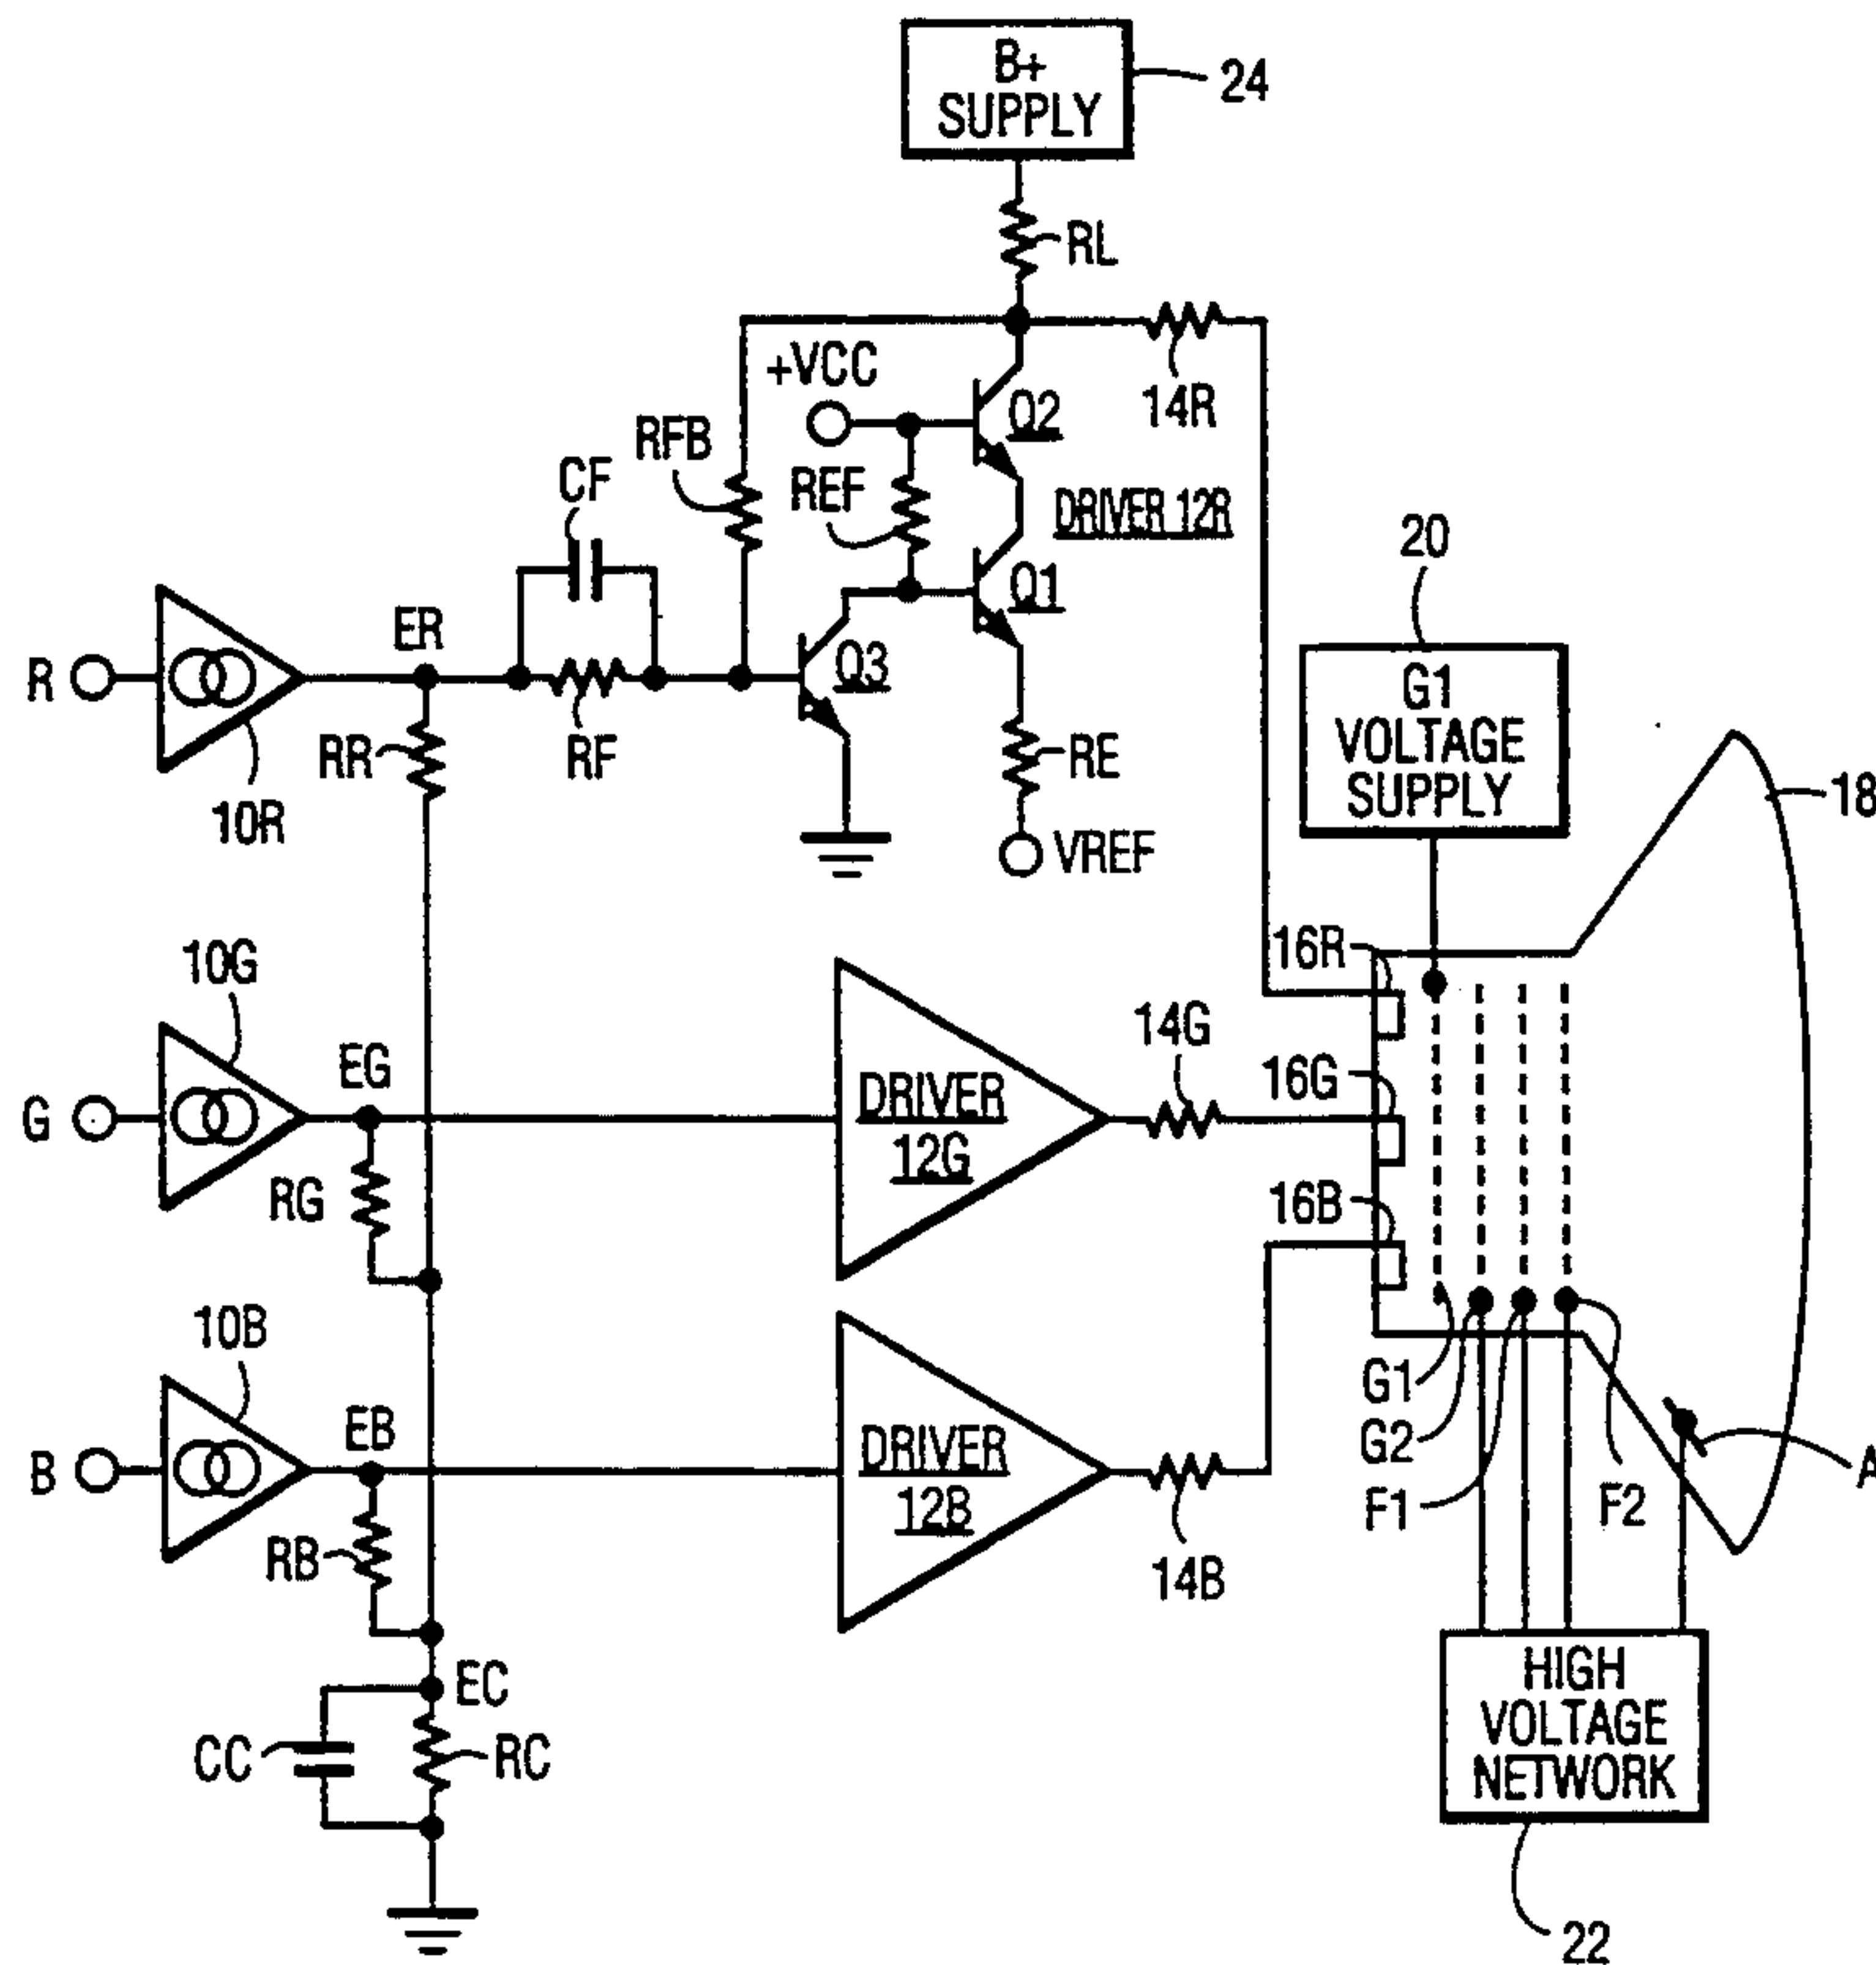 B+
SUPPLY
24
RL
+VCC
14R
Q2
RFB
CF
REF
DRIVER 12R
20
Q1
ER
R
Q3
G1
VOLTAGE
SUPPLY
RR
RF
RE
18
10R
VREF
10G
16R
14G
EG
16G
G
DRIVER
12G
RG
16B
10B
G1
EB
G2
A
B
DRIVER
12B
F1
F2
RB
14B
EC
HIGH
VOLTAGE
NETWORK
CC
RC
22